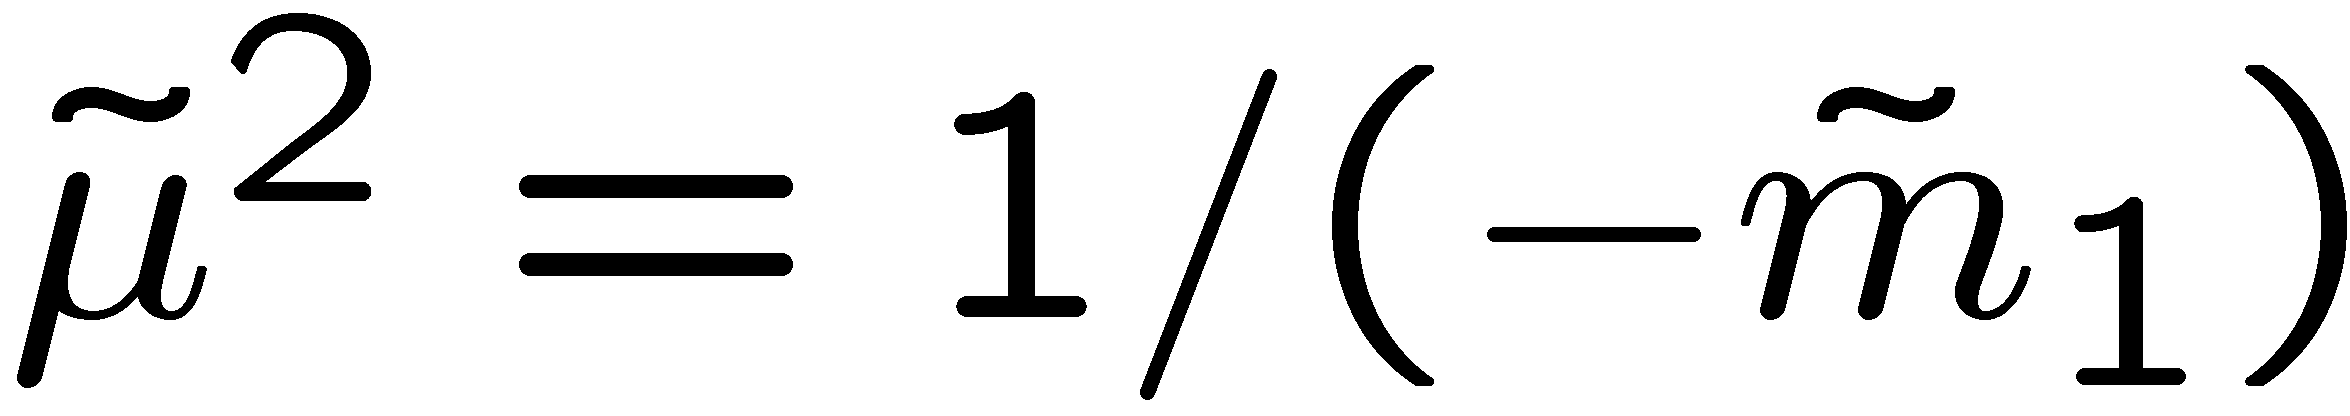 μ̃² = 1/(−m̃₁)